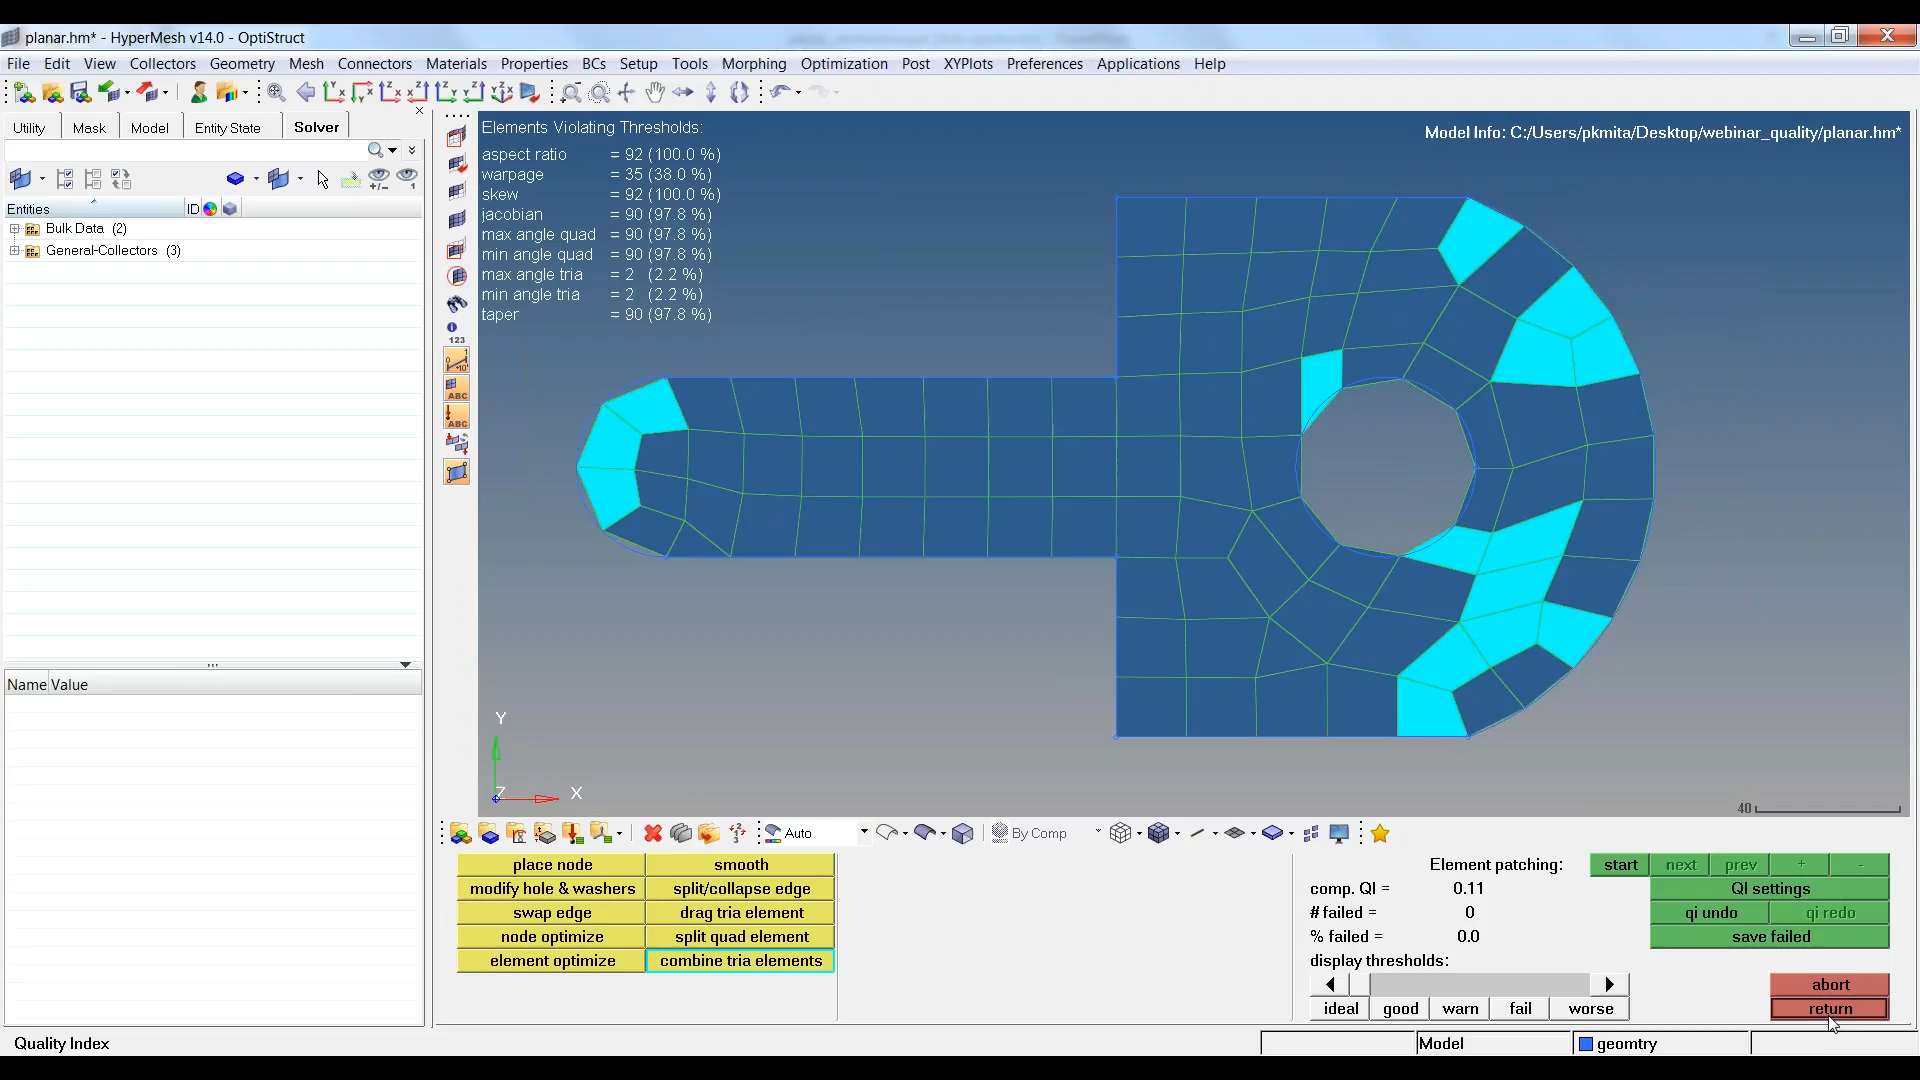 planar.hm* - HyperMesh v14.0 - OptiStruct
File Edit View Collectors Geometry Mesh Connectors Materials Properties BCs Setup Tools Morphing Optimization Post XYPlots Preferences Applications Help
Utility Mask Model Entity State Solver
Entities ID
Bulk Data (2)
General-Collectors (3)
Name Value
123
ABC
ABC
Elements Violating Thresholds:
aspect ratio = 92 (100.0 %)
warpage = 35 (38.0 %)
skew = 92 (100.0 %)
jacobian = 90 (97.8 %)
max angle quad = 90 (97.8 %)
min angle quad = 90 (97.8 %)
max angle tria = 2 (2.2 %)
min angle tria = 2 (2.2 %)
taper = 90 (97.8 %)
Model Info: C:/Users/pkmita/Desktop/webinar_quality/planar.hm*
Y
Z X
40
Auto By Comp
place node smooth
modify hole & washers split/collapse edge
swap edge drag tria element
node optimize split quad element
element optimize combine tria elements
Element patching: start next prev + -
comp. QI = 0.11 QI settings
# failed = 0 qi undo qi redo
% failed = 0.0 save failed
display thresholds:
abort
ideal good warn fail worse return
Quality Index Model geomtry